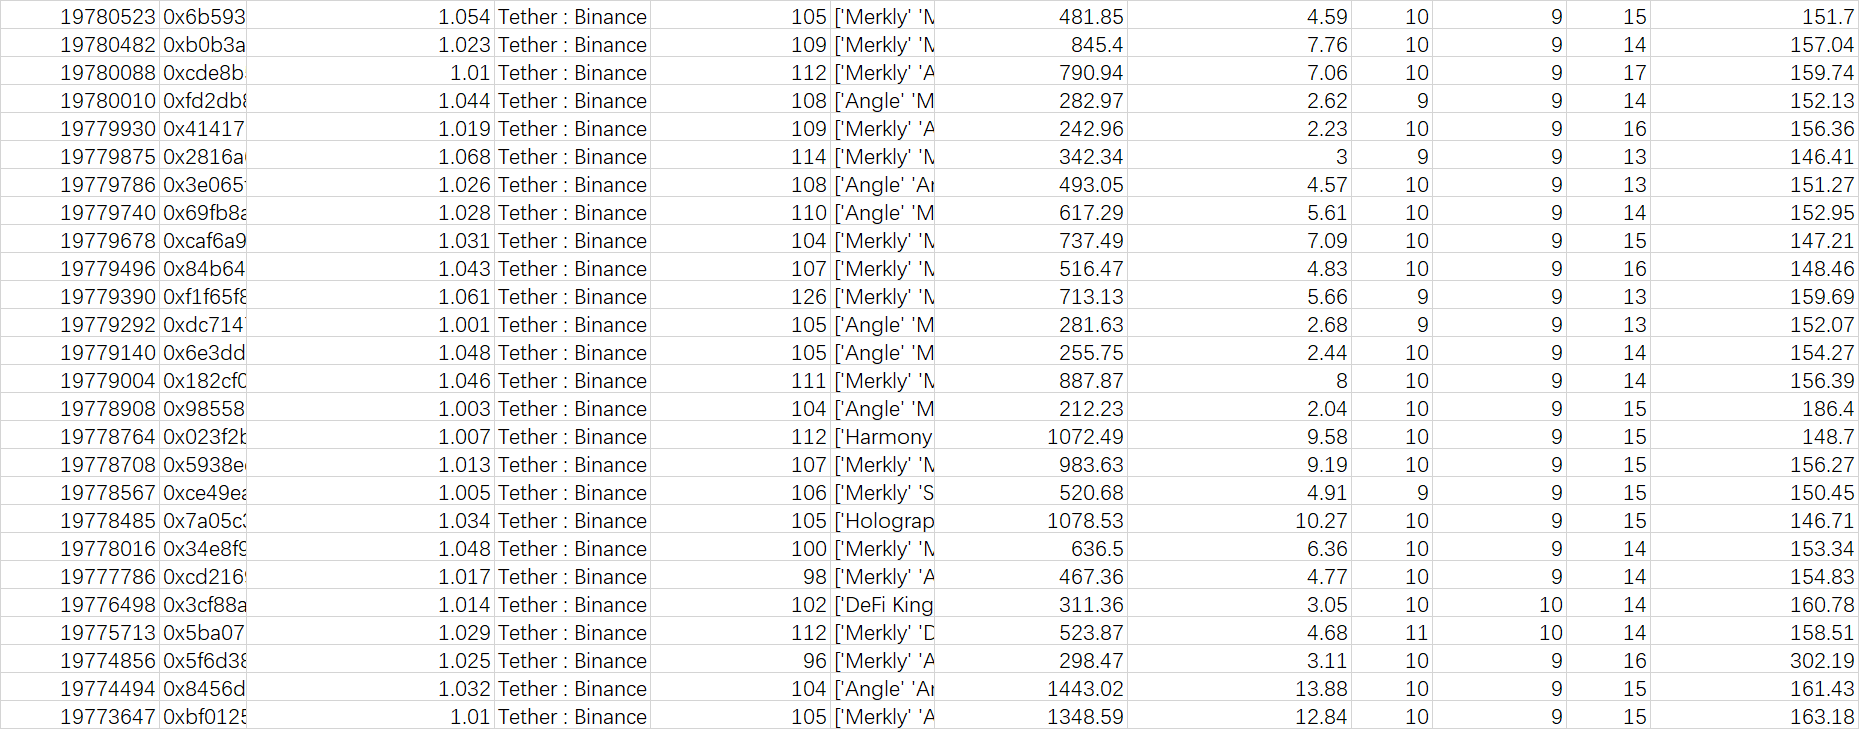 19780523 0x6b593 1.054 Tether : Binance 105 ['Merkly' 'M 481.85 4.59 10 9 15 151.7
19780482 0xb0b3a 1.023 Tether : Binance 109 ['Merkly' 'M 845.4 7.76 10 9 14 157.04
19780088 0xcde8b 1.01 Tether : Binance 112 ['Merkly' 'A 790.94 7.06 10 9 17 159.74
19780010 0xfd2db8 1.044 Tether : Binance 108 ['Angle' 'M 282.97 2.62 9 9 14 152.13
19779930 0x41417 1.019 Tether : Binance 109 ['Merkly' 'A 242.96 2.23 10 9 16 156.36
19779875 0x2816a 1.068 Tether : Binance 114 ['Merkly' 'M 342.34 3 9 9 13 146.41
19779786 0x3e065 1.026 Tether : Binance 108 ['Angle' 'Ar 493.05 4.57 10 9 13 151.27
19779740 0x69fb8a 1.028 Tether : Binance 110 ['Angle' 'M 617.29 5.61 10 9 14 152.95
19779678 0xcaf6a9 1.031 Tether : Binance 104 ['Merkly' 'M 737.49 7.09 10 9 15 147.21
19779496 0x84b64 1.043 Tether : Binance 107 ['Merkly' 'M 516.47 4.83 10 9 16 148.46
19779390 0xf1f65f8 1.061 Tether : Binance 126 ['Merkly' 'M 713.13 5.66 9 9 13 159.69
19779292 0xdc714 1.001 Tether : Binance 105 ['Angle' 'M 281.63 2.68 9 9 13 152.07
19779140 0x6e3dd 1.048 Tether : Binance 105 ['Angle' 'M 255.75 2.44 10 9 14 154.27
19779004 0x182cf0 1.046 Tether : Binance 111 ['Merkly' 'M 887.87 8 10 9 14 156.39
19778908 0x98558 1.003 Tether : Binance 104 ['Angle' 'M 212.23 2.04 10 9 15 186.4
19778764 0x023f2b 1.007 Tether : Binance 112 ['Harmony 1072.49 9.58 10 9 15 148.7
19778708 0x5938e 1.013 Tether : Binance 107 ['Merkly' 'M 983.63 9.19 10 9 15 156.27
19778567 0xce49ea 1.005 Tether : Binance 106 ['Merkly' 'S 520.68 4.91 9 9 15 150.45
19778485 0x7a05c3 1.034 Tether : Binance 105 ['Holograp 1078.53 10.27 10 9 15 146.71
19778016 0x34e8f9 1.048 Tether : Binance 100 ['Merkly' 'M 636.5 6.36 10 9 14 153.34
19777786 0xcd216 1.017 Tether : Binance 98 ['Merkly' 'A 467.36 4.77 10 9 14 154.83
19776498 0x3cf88a 1.014 Tether : Binance 102 ['DeFi King 311.36 3.05 10 10 14 160.78
19775713 0x5ba07 1.029 Tether : Binance 112 ['Merkly' 'D 523.87 4.68 11 10 14 158.51
19774856 0x5f6d38 1.025 Tether : Binance 96 ['Merkly' 'A 298.47 3.11 10 9 16 302.19
19774494 0x8456d 1.032 Tether : Binance 104 ['Angle' 'Ar 1443.02 13.88 10 9 15 161.43
19773647 0xbf0125 1.01 Tether : Binance 105 ['Merkly' 'A 1348.59 12.84 10 9 15 163.18